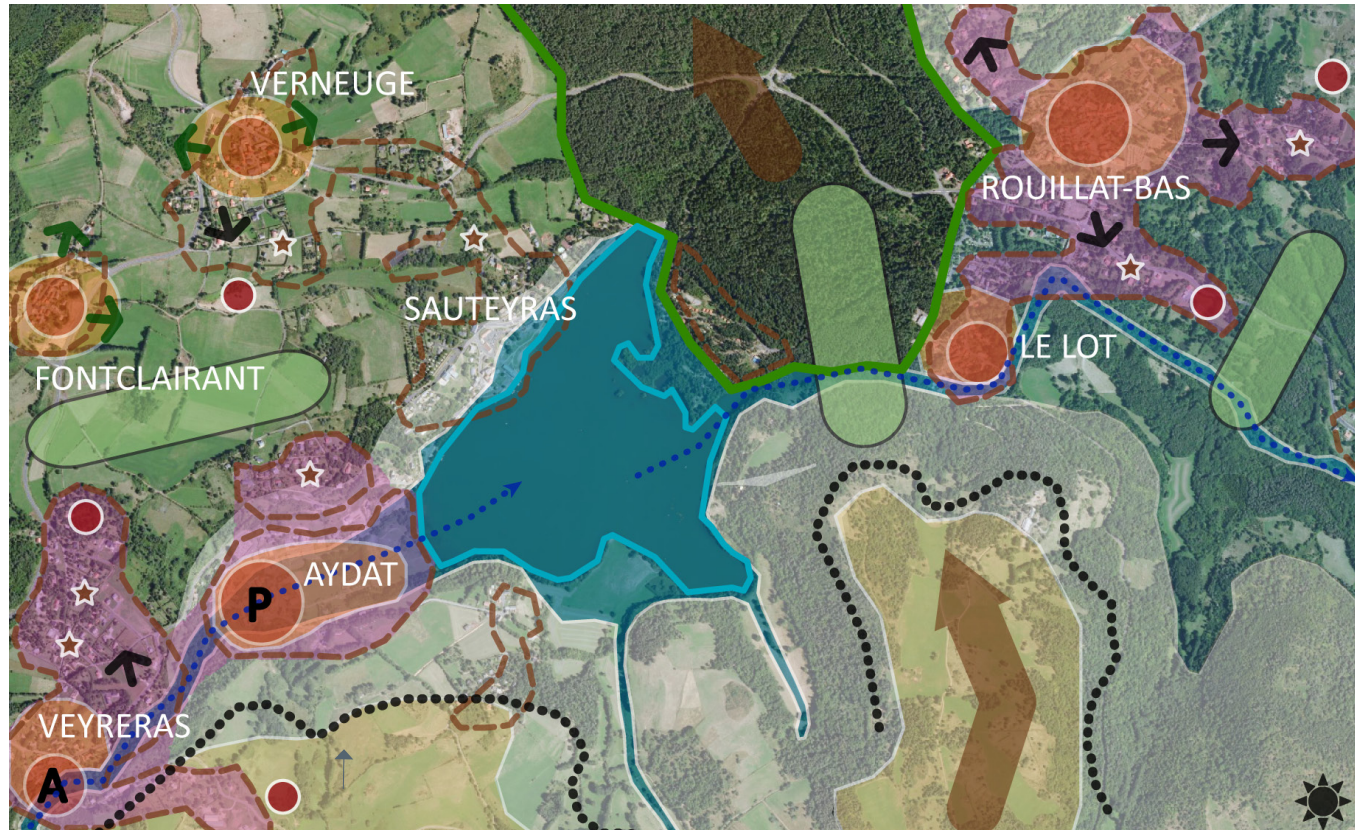 VERNEUGE
ROUILLAT-BAS
SAUTEYRAS
LE LOT
FONTCLAIRANT
AYDAT
P
VEYRERAS
A